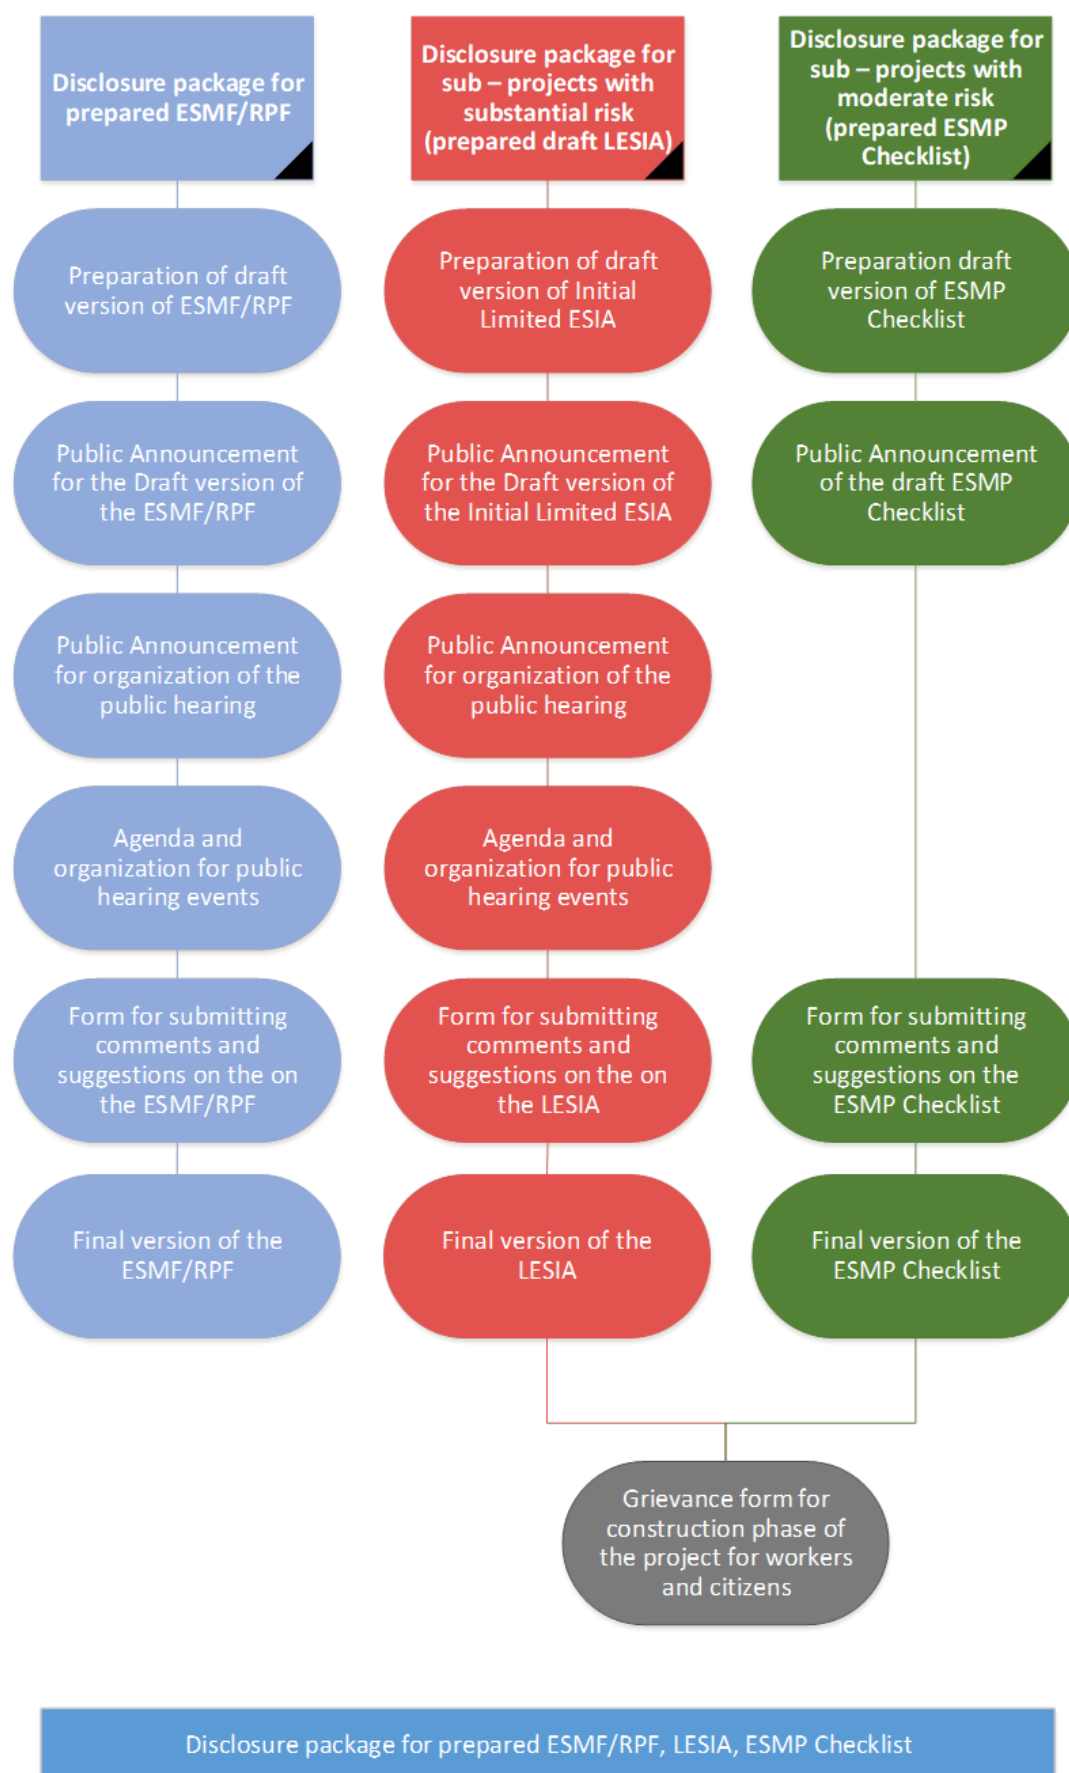 Disclosure package for
prepared ESMF/RPF
Preparation of draft
version of ESMF/RPF
Public Announcement
for the Draft version of
the ESMF/RPF
Public Announcement
for organization of the
public hearing
Agenda and
organization for public
hearing events
Form for submitting
comments and
suggestions on the on
the ESMF/RPF
Final version of the
ESMF/RPF
Disclosure package for
sub – projects with
substantial risk
(prepared draft LESIA)
Preparation of draft
version of Initial
Limited ESIA
Public Announcement
for the Draft version of
the Initial Limited ESIA
Public Announcement
for organization of the
public hearing
Agenda and
organization for public
hearing events
Form for submitting
comments and
suggestions on the on
the LESIA
Final version of the
LESIA
Disclosure package for
sub – projects with
moderate risk
(prepared ESMP
Checklist)
Preparation draft
version of ESMP
Checklist
Public Announcement
of the draft ESMP
Checklist
Form for submitting
comments and
suggestions on the
ESMP Checklist
Final version of the
ESMP Checklist
Grievance form for
construction phase of
the project for workers
and citizens
Disclosure package for prepared ESMF/RPF, LESIA, ESMP Checklist